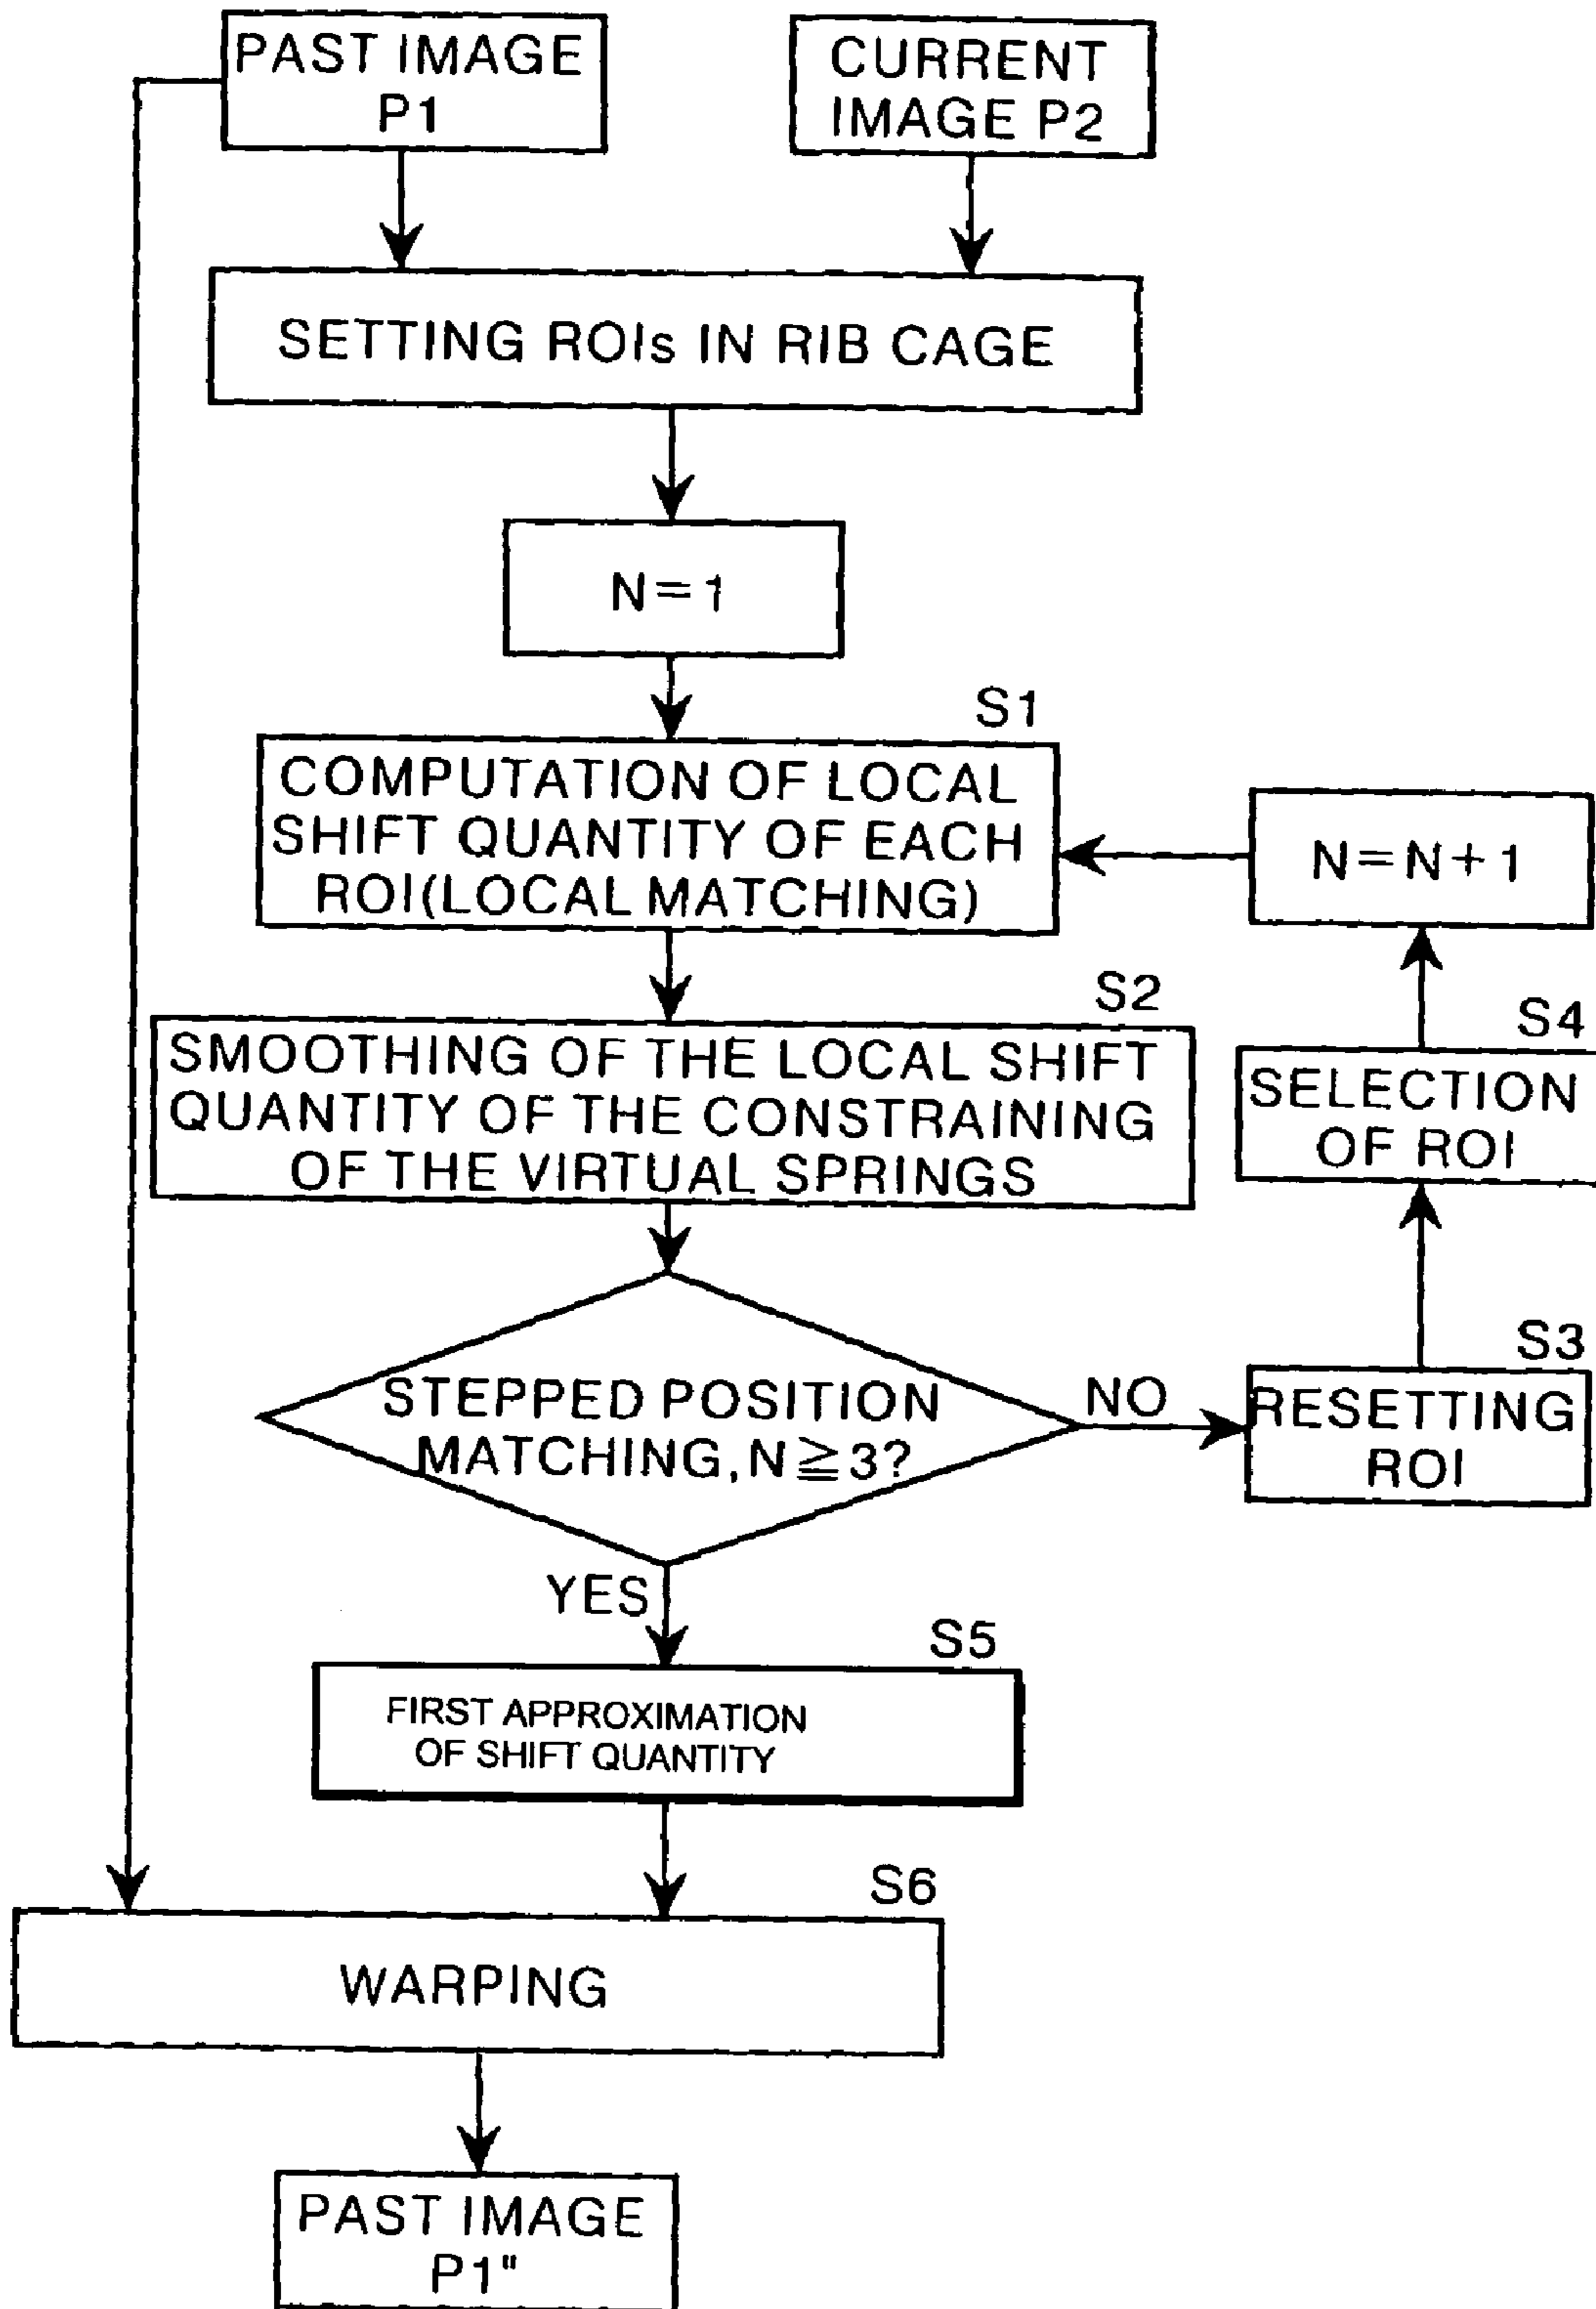 PAST IMAGE
P1
CURRENT
IMAGE P2
SETTING ROIs IN RIB CAGE
N=1
S1
COMPUTATION OF LOCAL
SHIFT QUANTITY OF EACH
ROI(LOCAL MATCHING)
N=N+1
S2
SMOOTHING OF THE LOCAL SHIFT
QUANTITY OF THE CONSTRAINING
OF THE VIRTUAL SPRINGS
S4
SELECTION
OF ROI
STEPPED POSITION
MATCHING,N≧3?
NO
S3
RESETTING
ROI
YES
S5
FIRST APPROXIMATION
OF SHIFT QUANTITY
S6
WARPING
PAST IMAGE
P1"